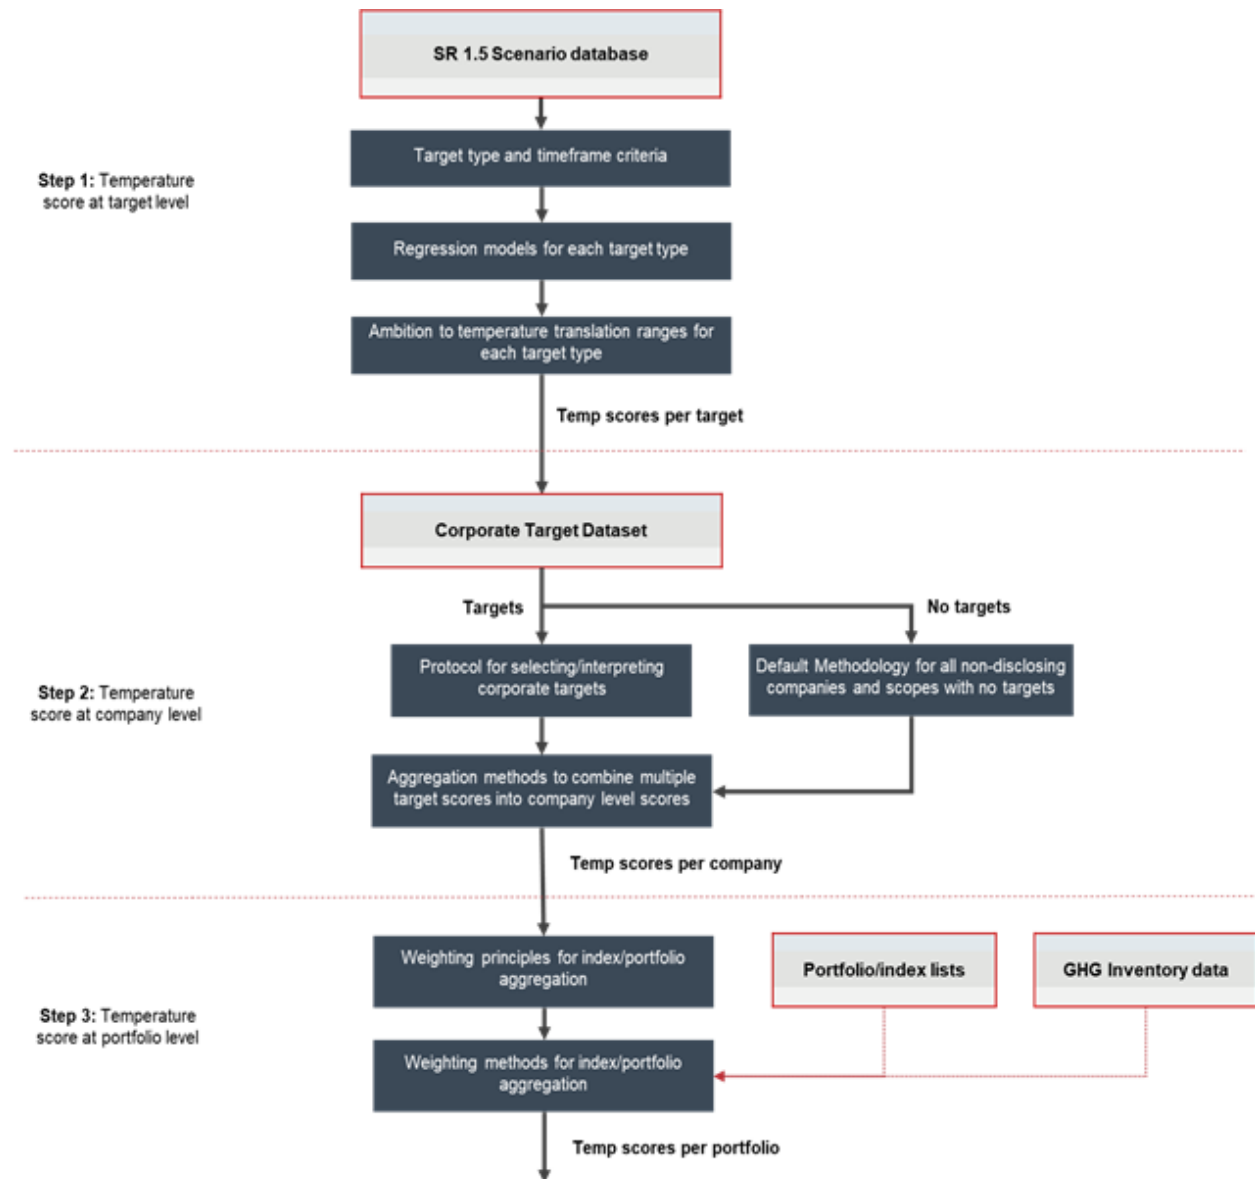 SR 1.5 Scenario database
Target type and timeframe criteria
Step 1: Temperature
score at target level
Regression models for each target type
Ambition to temperature translation ranges for
each target type
Temp scores per target
Corporate Target Dataset
Targets
No targets
Protocol for selecting/interpreting
corporate targets
Default Methodology for all non-disclosing
companies and scopes with no targets
Step 2: Temperature
score at company level
Aggregation methods to combine multiple
target scores into company level scores
Temp scores per company
Weighting principles for index/portfolio
aggregation
Portfolio/index lists
GHG Inventory data
Step 3: Temperature
score at portfolio level
Weighting methods for index/portfolio
aggregation
Temp scores per portfolio